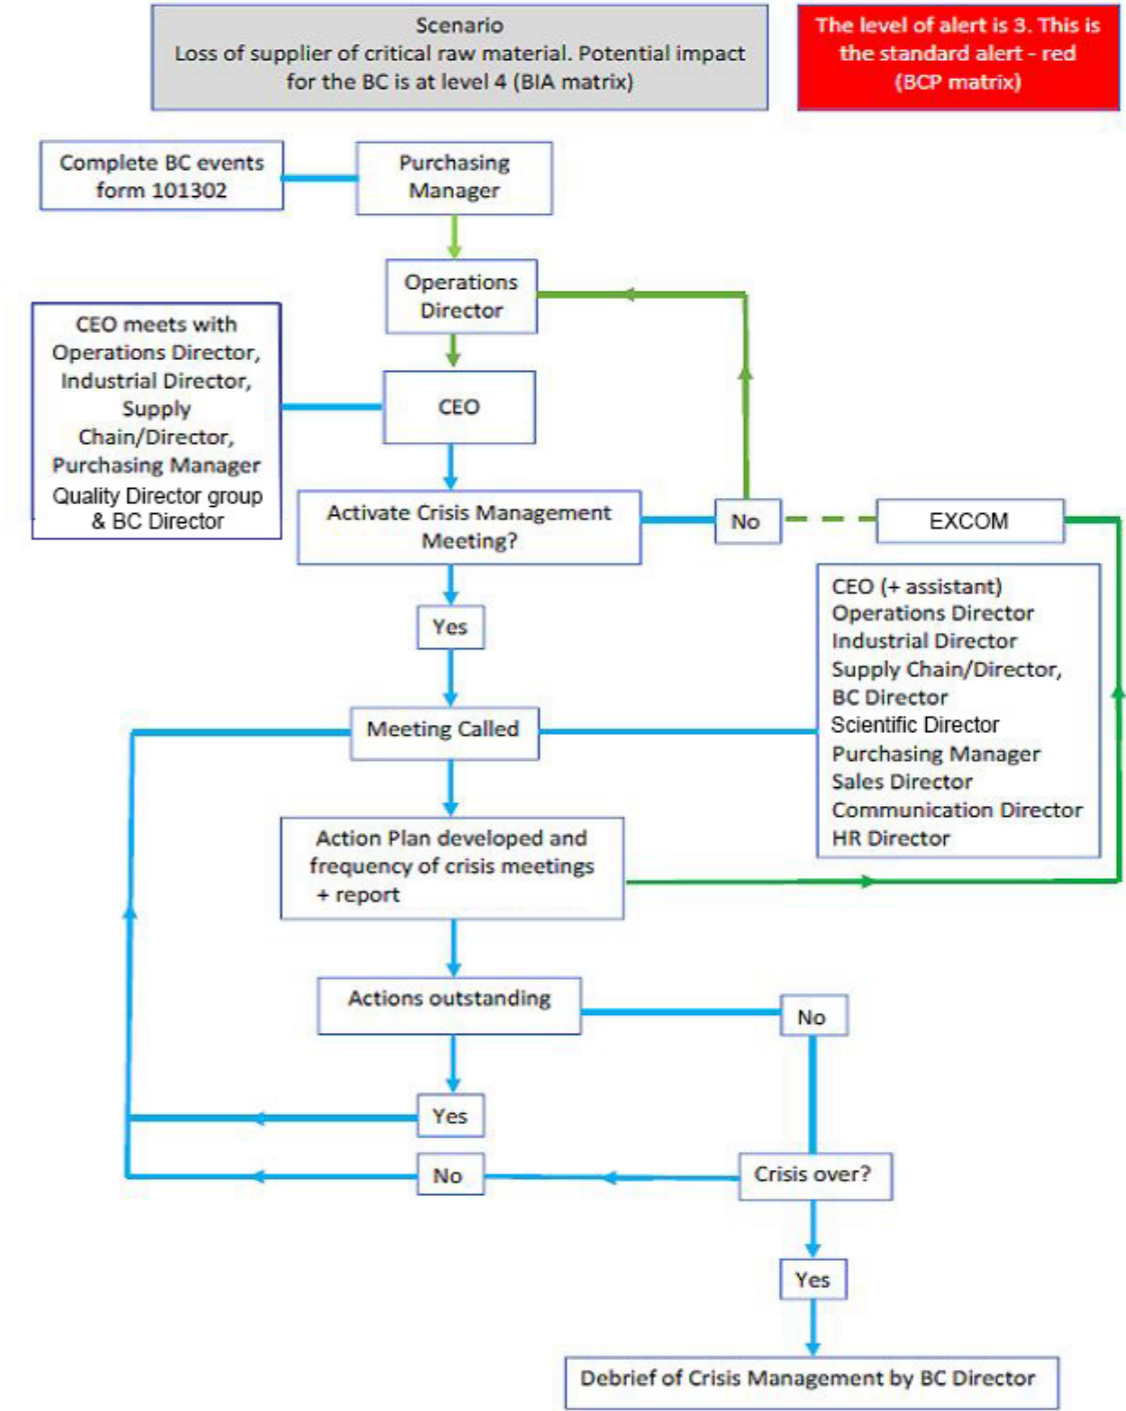 Scenario
Loss of supplier of critical raw material. Potential impact
for the BC is at level 4 (BIA matrix)
The level of alert is 3. This is
the standard alert - red
(BCP matrix)
Complete BC events
form 101302
Purchasing
Manager
Operations
Director
CEO meets with
Operations Director,
Industrial Director,
Supply
Chain/Director,
Purchasing Manager
Quality Director group
& BC Director
CEO
Activate Crisis Management
Meeting?
No
EXCOM
Yes
CEO (+ assistant)
Operations Director
Industrial Director
Supply Chain/Director,
BC Director
Scientific Director
Purchasing Manager
Sales Director
Communication Director
HR Director
Meeting Called
Action Plan developed and
frequency of crisis meetings
+ report
Actions outstanding
No
Yes
No
Crisis over?
Yes
Debrief of Crisis Management by BC Director